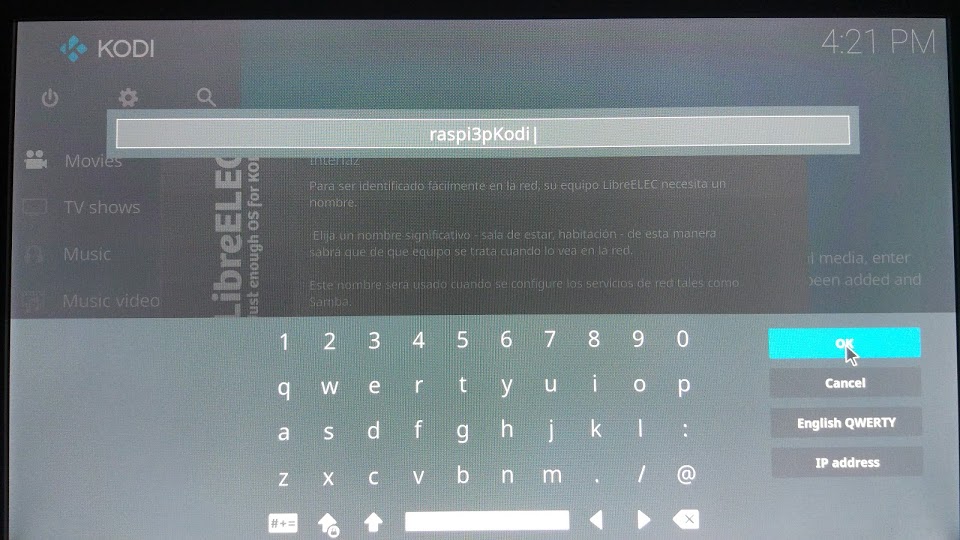 KODI
4:21 PM
raspi3pKodi
Movies
TV shows
Music
Music video
LibreELEC
ust enough OS for KO
Interfaz
Para ser identificado fácilmente en la red, su equipo LibreELEC necesita un
nombre.
Elija un nombre significativo - sala de estar, habitación - de esta manera
sabrá que de que equipo se trata cuando lo vea en la red.
Este nombre será usado cuando se configure los servicios de red tales como
Samba.
l media, enter
been added and
1 2 3 4 5 6 7 8 9 0
q w e r t y u i o p
a s d f g h j k l :
z x c v b n m . / @
#+=
OK
Cancel
English QWERTY
IP address